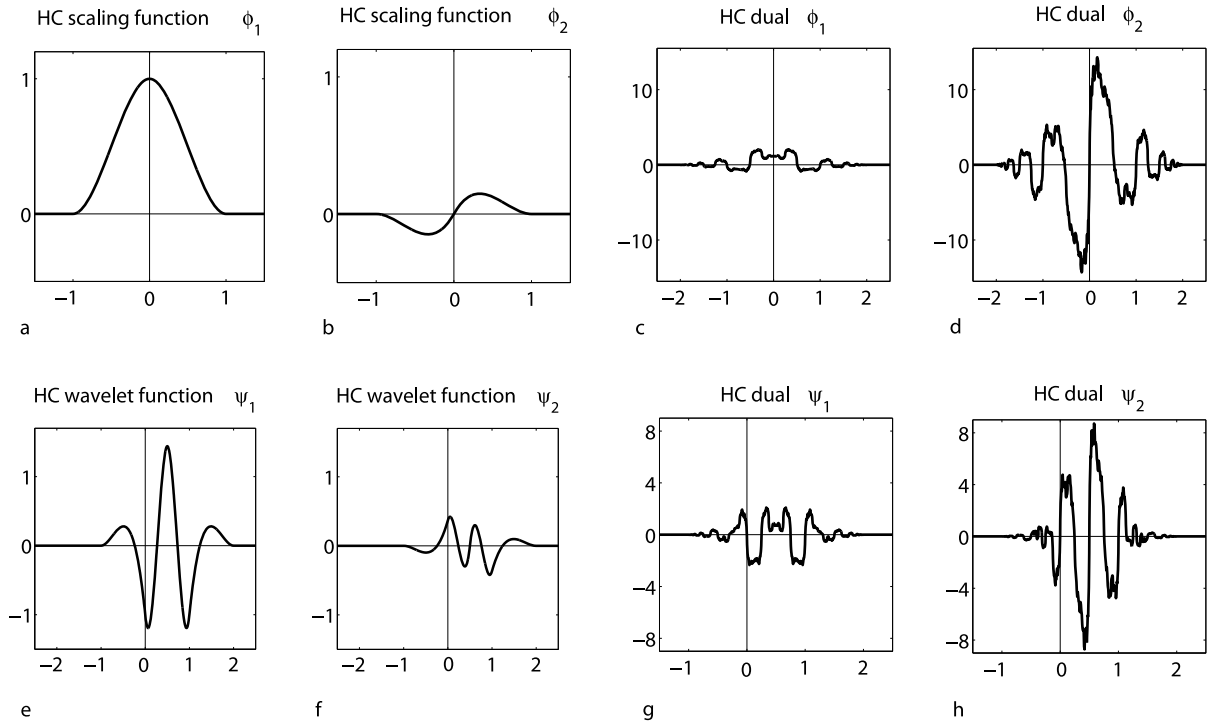 HC scaling function ϕ1
1
0
−1 0 1
a
HC scaling function ϕ2
1
0
−1 0 1
b
HC dual ϕ1
10
0
−10
−2 −1 0 1 2
c
HC dual ϕ2
10
0
−10
−2 −1 0 1 2
d
HC wavelet function ψ1
1
0
−1
−2 −1 0 1 2
e
HC wavelet function ψ2
1
0
−1
−2 −1 0 1 2
f
HC dual ψ1
8
4
0
−4
−8
−1 0 1 2
g
HC dual ψ2
8
4
0
−4
−8
−1 0 1 2
h